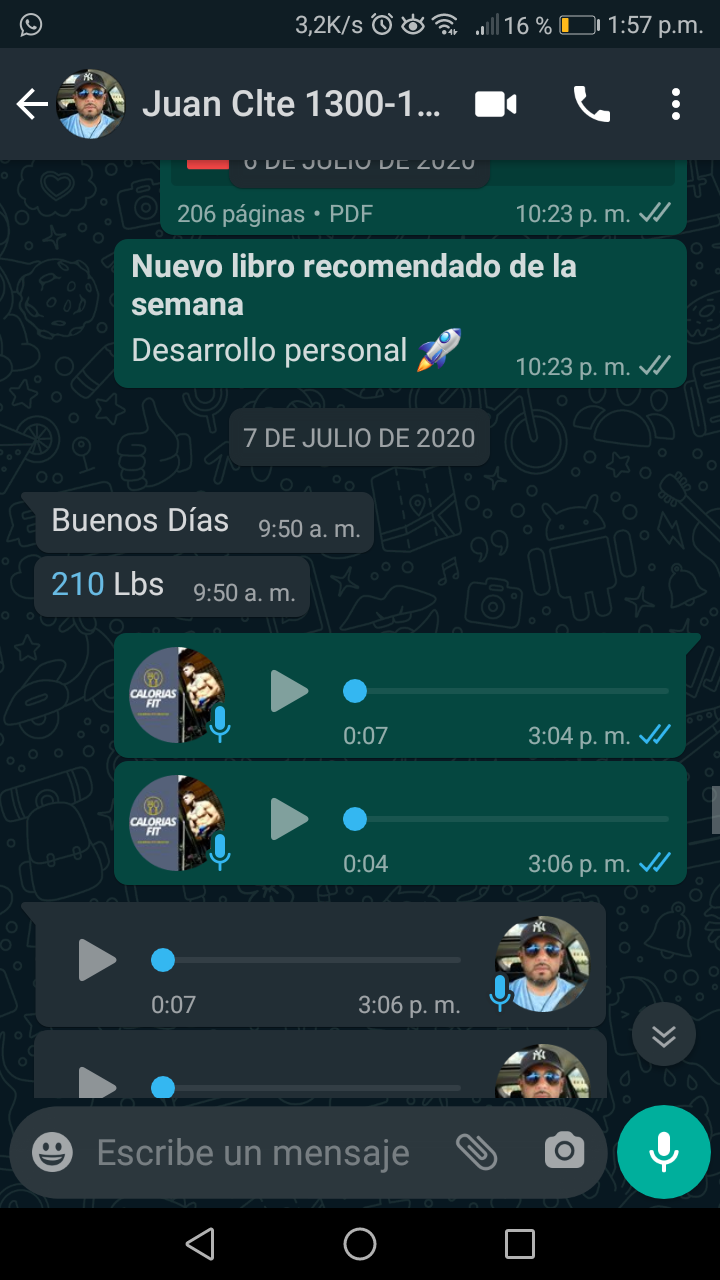 3,2K/s 16 % 1:57 p.m.
Juan Clte 1300-1...
6 DE JULIO DE 2020
206 páginas • PDF 10:23 p. m.
Nuevo libro recomendado de la
semana
Desarrollo personal 🚀 10:23 p. m.
7 DE JULIO DE 2020
Buenos Días 9:50 a. m.
210 Lbs 9:50 a. m.
CALORIAS
FIT
0:07 3:04 p. m.
CALORIAS
FIT
0:04 3:06 p. m.
0:07 3:06 p. m.
Escribe un mensaje